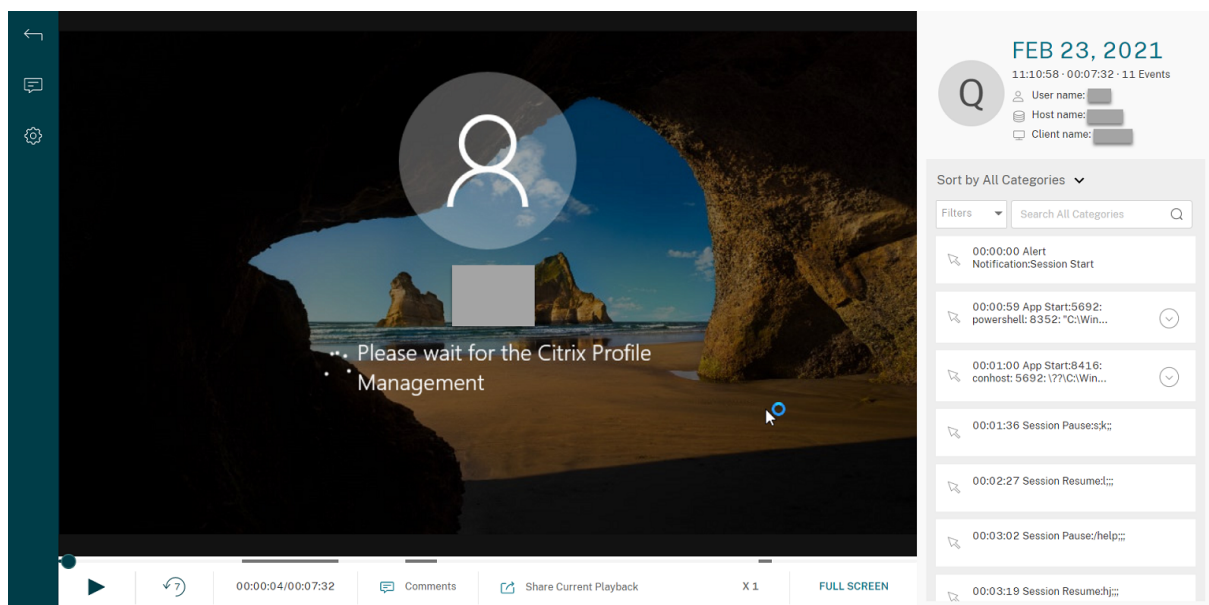 Please wait for the Citrix Profile
Management
7
00:00:04/00:07:32
Comments
Share Current Playback
X 1
FULL SCREEN
Q
FEB 23, 2021
11:10:58 · 00:07:32 · 11 Events
User name:
Host name:
Client name:
Sort by All Categories
Filters
Search All Categories
00:00:00 Alert
Notification:Session Start
00:00:59 App Start:5692:
powershell: 8352: "C:\Win...
00:01:00 App Start:8416:
conhost: 5692: \??\C:\Win...
00:01:36 Session Pause:s;k;;
00:02:27 Session Resume:l;;;
00:03:02 Session Pause:/help;;;
00:03:19 Session Resume:hj;;;